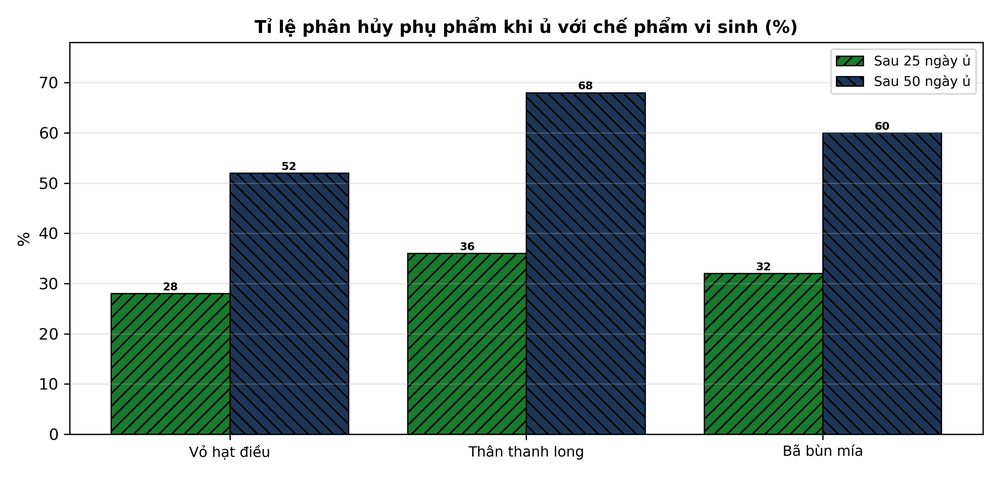 Tỉ lệ phân hủy phụ phẩm khi ủ với chế phẩm vi sinh (%)
Sau 25 ngày ủ
Sau 50 ngày ủ
%
70
60
50
40
30
20
10
0
28
52
36
68
32
60
Vỏ hạt điều
Thân thanh long
Bã bùn mía